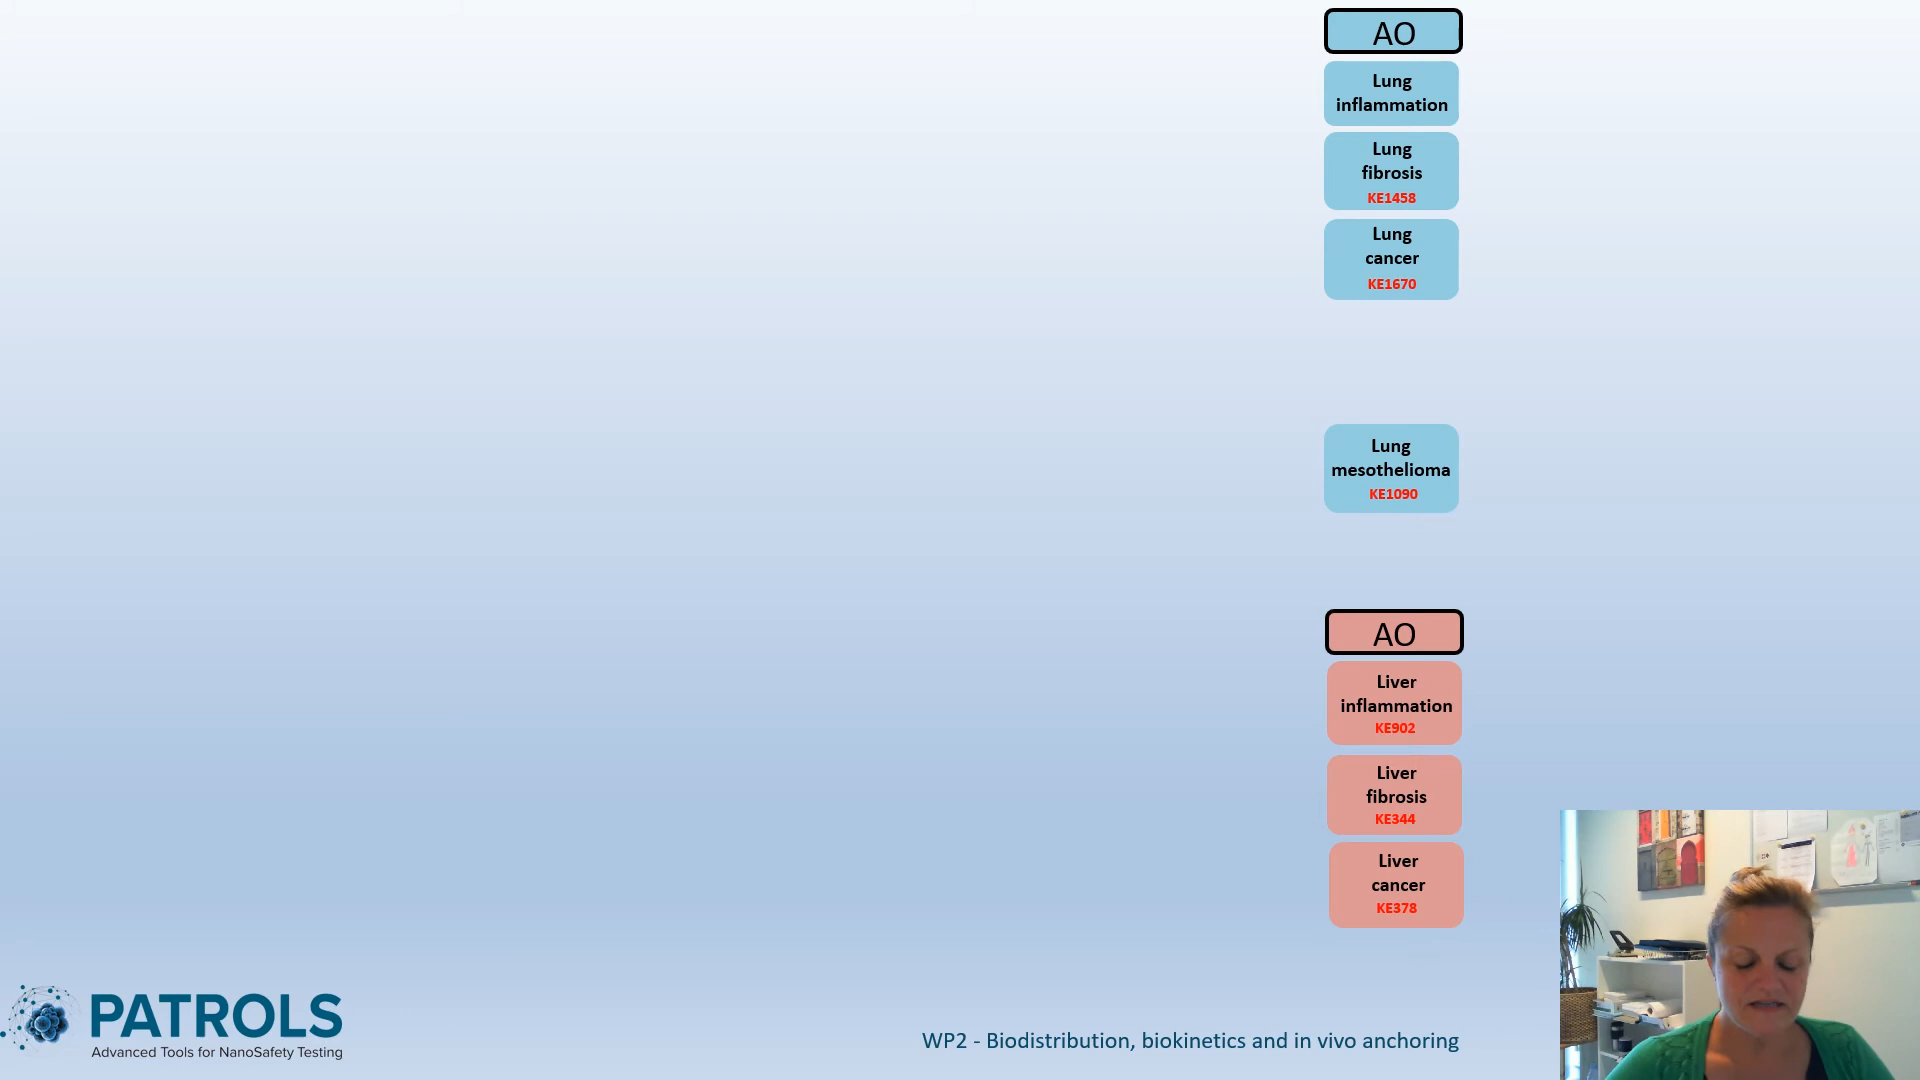 AO
Lung
inflammation
Lung
fibrosis
KE1458
Lung
cancer
KE1670
Lung
mesothelioma
KE1090
AO
Liver
inflammation
KE902
Liver
fibrosis
KE344
Liver
cancer
KE378
PATROLS
Advanced Tools for NanoSafety Testing
WP2 - Biodistribution, biokinetics and in vivo anchoring